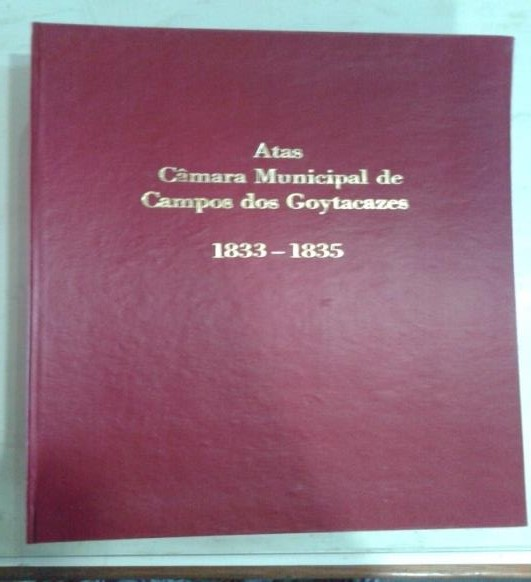 Atas
Câmara Municipal de
Campos dos Goytacazes
1833 – 1835